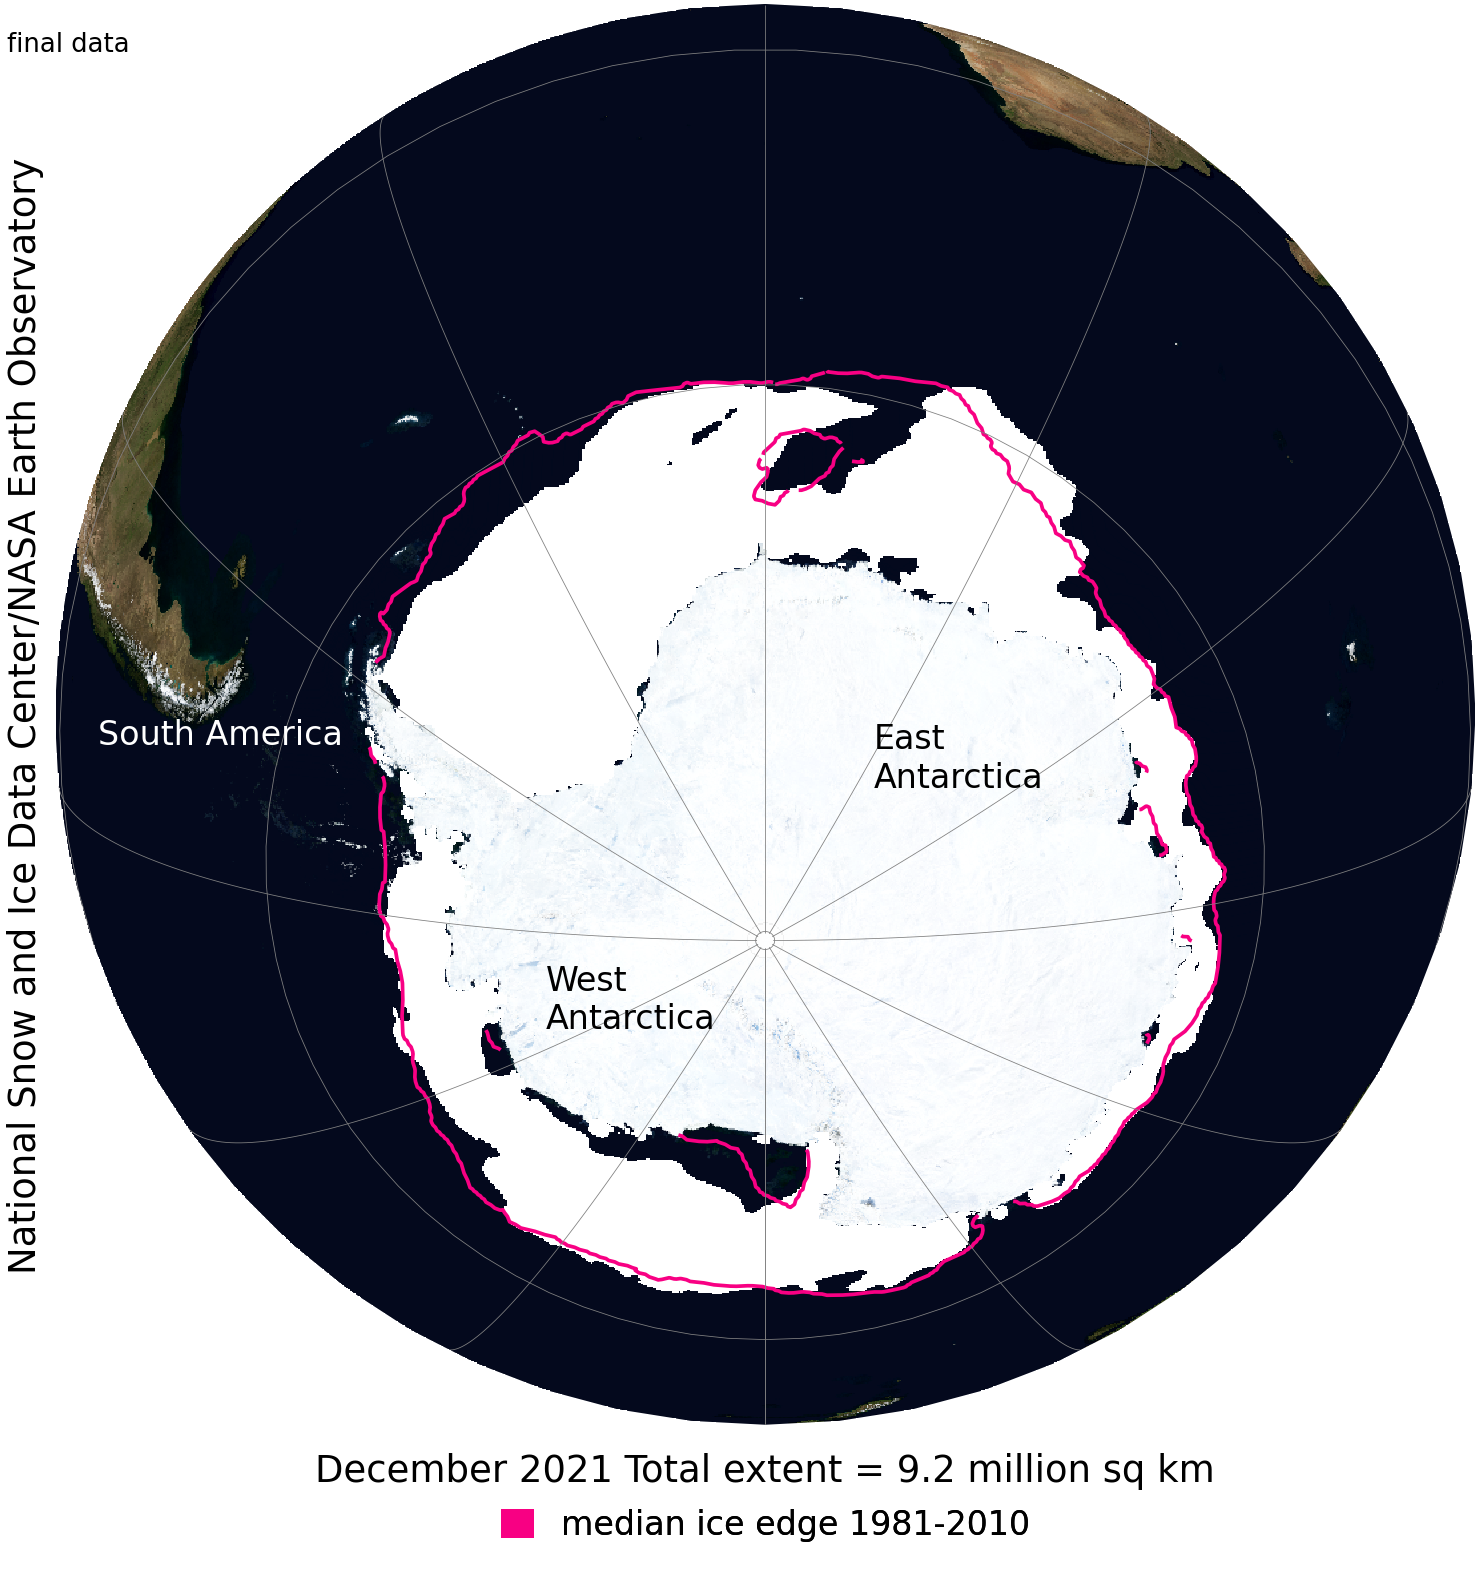 final data
National Snow and Ice Data Center/NASA Earth Observatory
South America
East
Antarctica
West
Antarctica
December 2021 Total extent = 9.2 million sq km
median ice edge 1981-2010